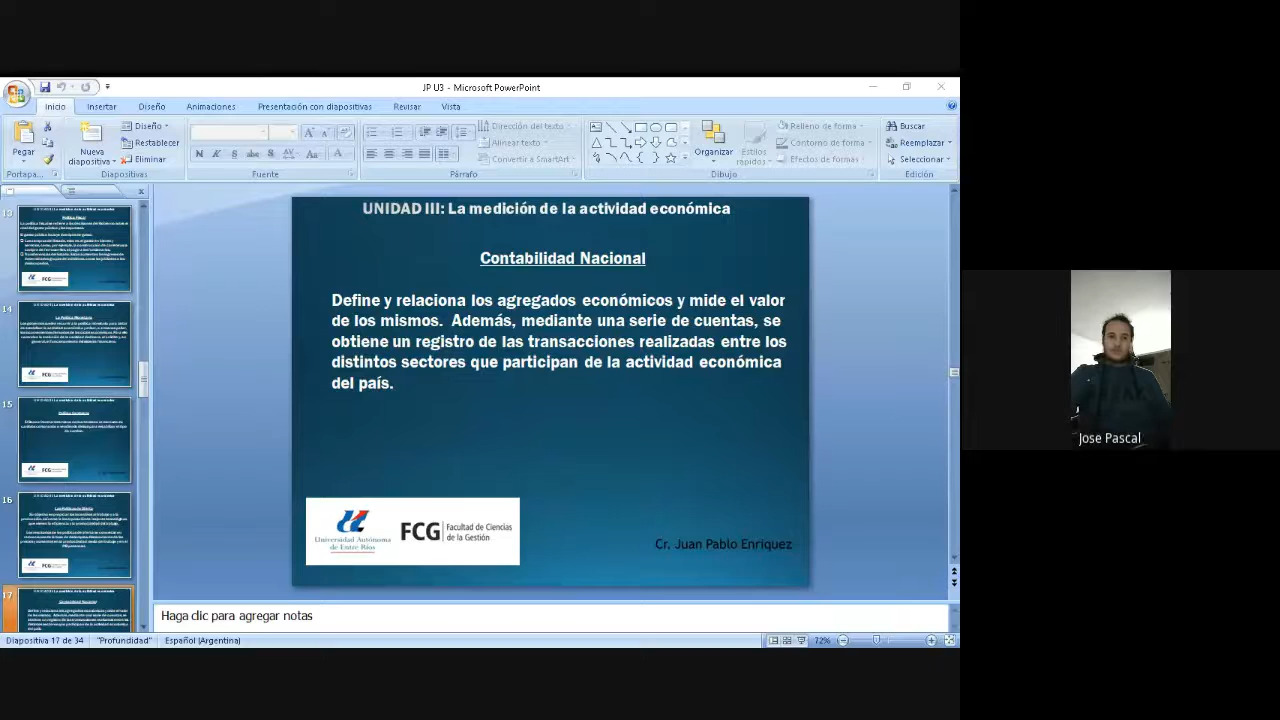 JP U3 - Microsoft PowerPoint
Inicio
Insertar
Diseño
Animaciones
Presentación con diapositivas
Revisar
Vista
Pegar
Portapa...
Nueva
diapositiva
Diseño
Restablecer
Eliminar
Diapositivas
Fuente
Dirección del texto
Alinear texto
Convertir a SmartArt
Párrafo
Organizar
Estilos
rápidos
Relleno de forma
Contorno de forma
Efectos de formas
Dibujo
Buscar
Reemplazar
Seleccionar
Edición
13
14
15
16
17
UNIDAD III: La medición de la actividad económica
Contabilidad Nacional
Define y relaciona los agregados económicos y mide el valor
de los mismos. Además, mediante una serie de cuentas, se
obtiene un registro de las transacciones realizadas entre los
distintos sectores que participan de la actividad económica
del país.
Universidad Autónoma
de Entre Ríos
FCG
Facultad de Ciencias
de la Gestión
Cr. Juan Pablo Enriquez
Haga clic para agregar notas
Diapositiva 17 de 34
"Profundidad"
Español (Argentina)
72%
Jose Pascal